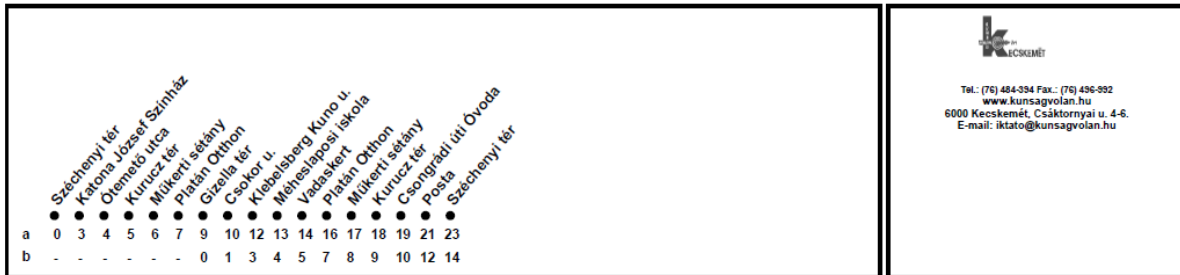 Széchenyi tér
Katona József Színház
Ótemető utca
Kurucz tér
Műkerti sétány
Platán Otthon
Gizella tér
Csokor u.
Klebelsberg Kuno u.
Méheslaposi iskola
Vadaskert
Platán Otthon
Műkerti sétány
Kurucz tér
Csongrádi úti Óvoda
Posta
Széchenyi tér
a 0 3 4 5 6 7 9 10 12 13 14 16 17 18 19 21 23
b - - - - - - 0 1 3 4 5 7 8 9 10 12 14
KECSKEMÉT
Tel.: (76) 484-394 Fax.: (76) 496-992
www.kunsagvolan.hu
6000 Kecskemét, Csáktornyai u. 4-6.
E-mail: iktato@kunsagvolan.hu